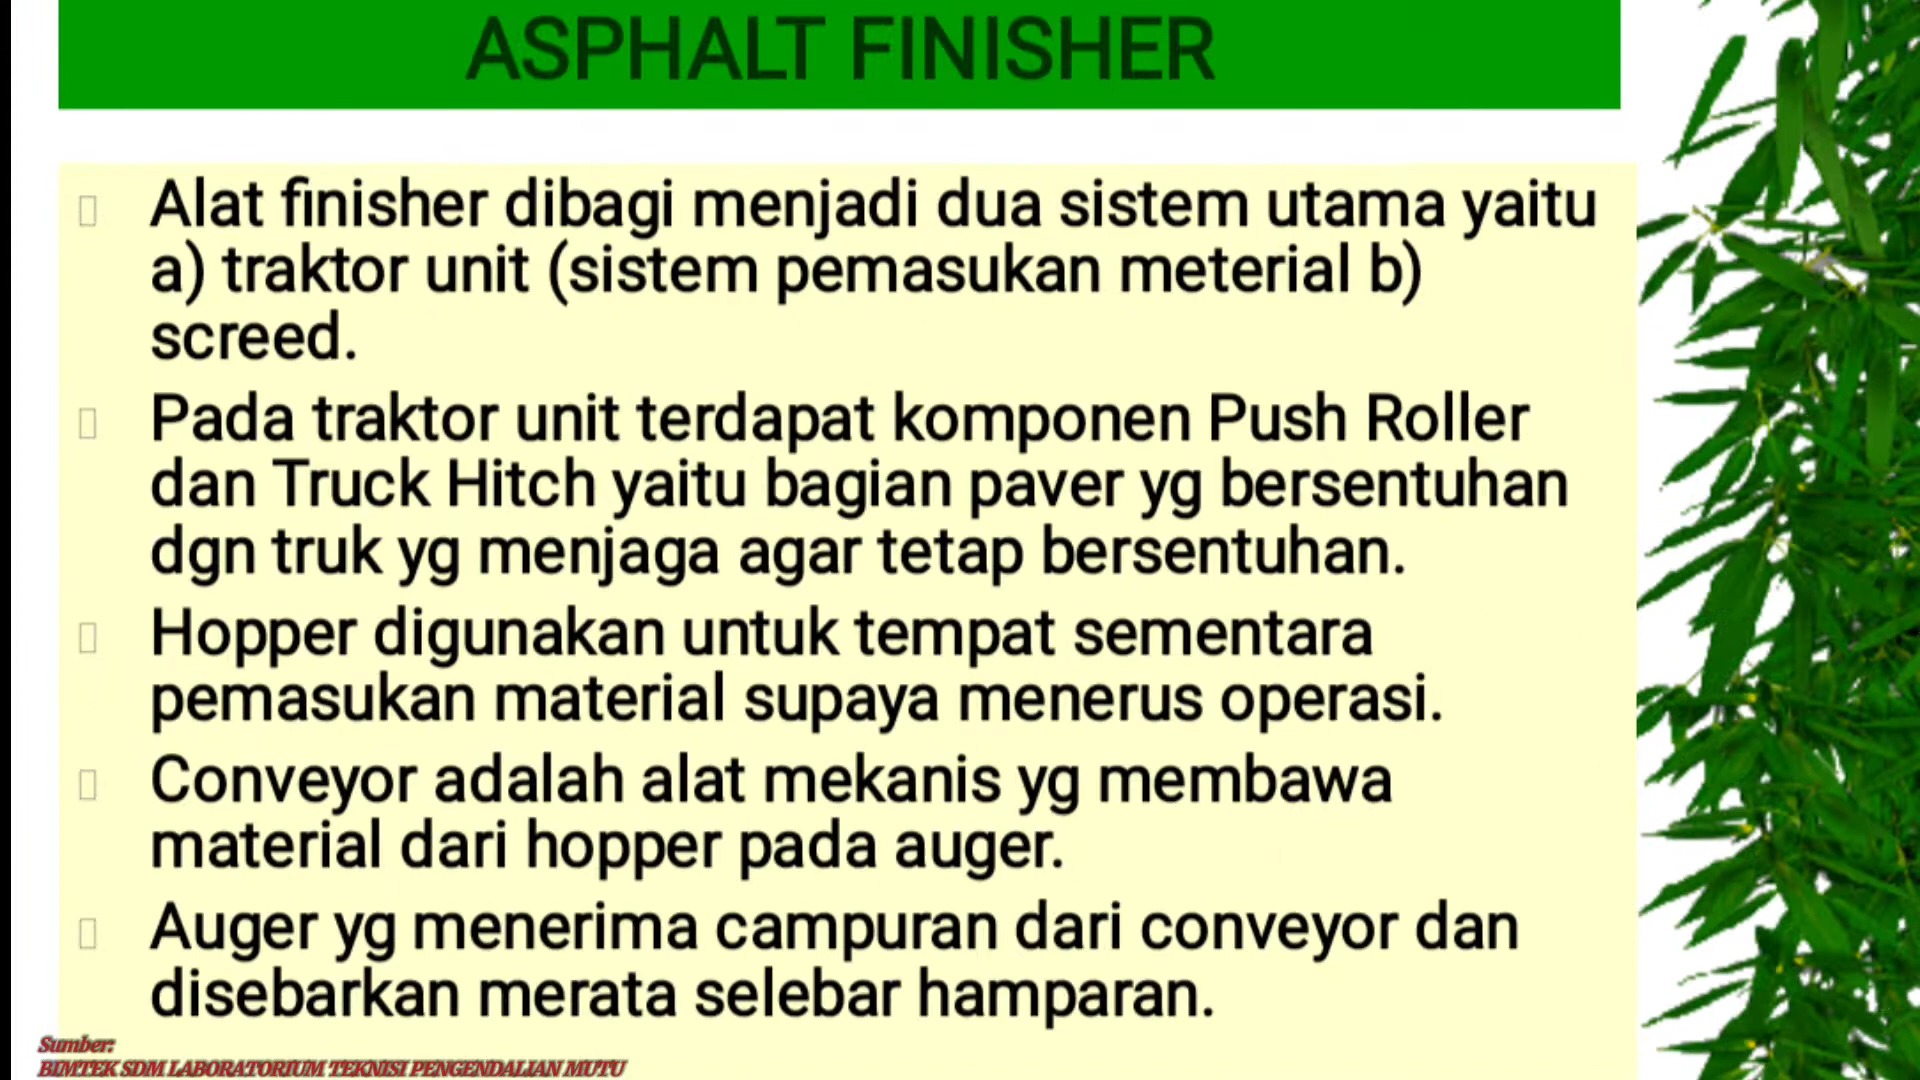 ASPHALT FINISHER
Alat finisher dibagi menjadi dua sistem utama yaitu
a) traktor unit (sistem pemasukan meterial b)
screed.
Pada traktor unit terdapat komponen Push Roller
dan Truck Hitch yaitu bagian paver yg bersentuhan
dgn truk yg menjaga agar tetap bersentuhan.
Hopper digunakan untuk tempat sementara
pemasukan material supaya menerus operasi.
Conveyor adalah alat mekanis yg membawa
material dari hopper pada auger.
Auger yg menerima campuran dari conveyor dan
disebarkan merata selebar hamparan.
Sumber:
BIMTEK SDM LABORATORIUM TEKNISI PENGENDALIAN MUTU